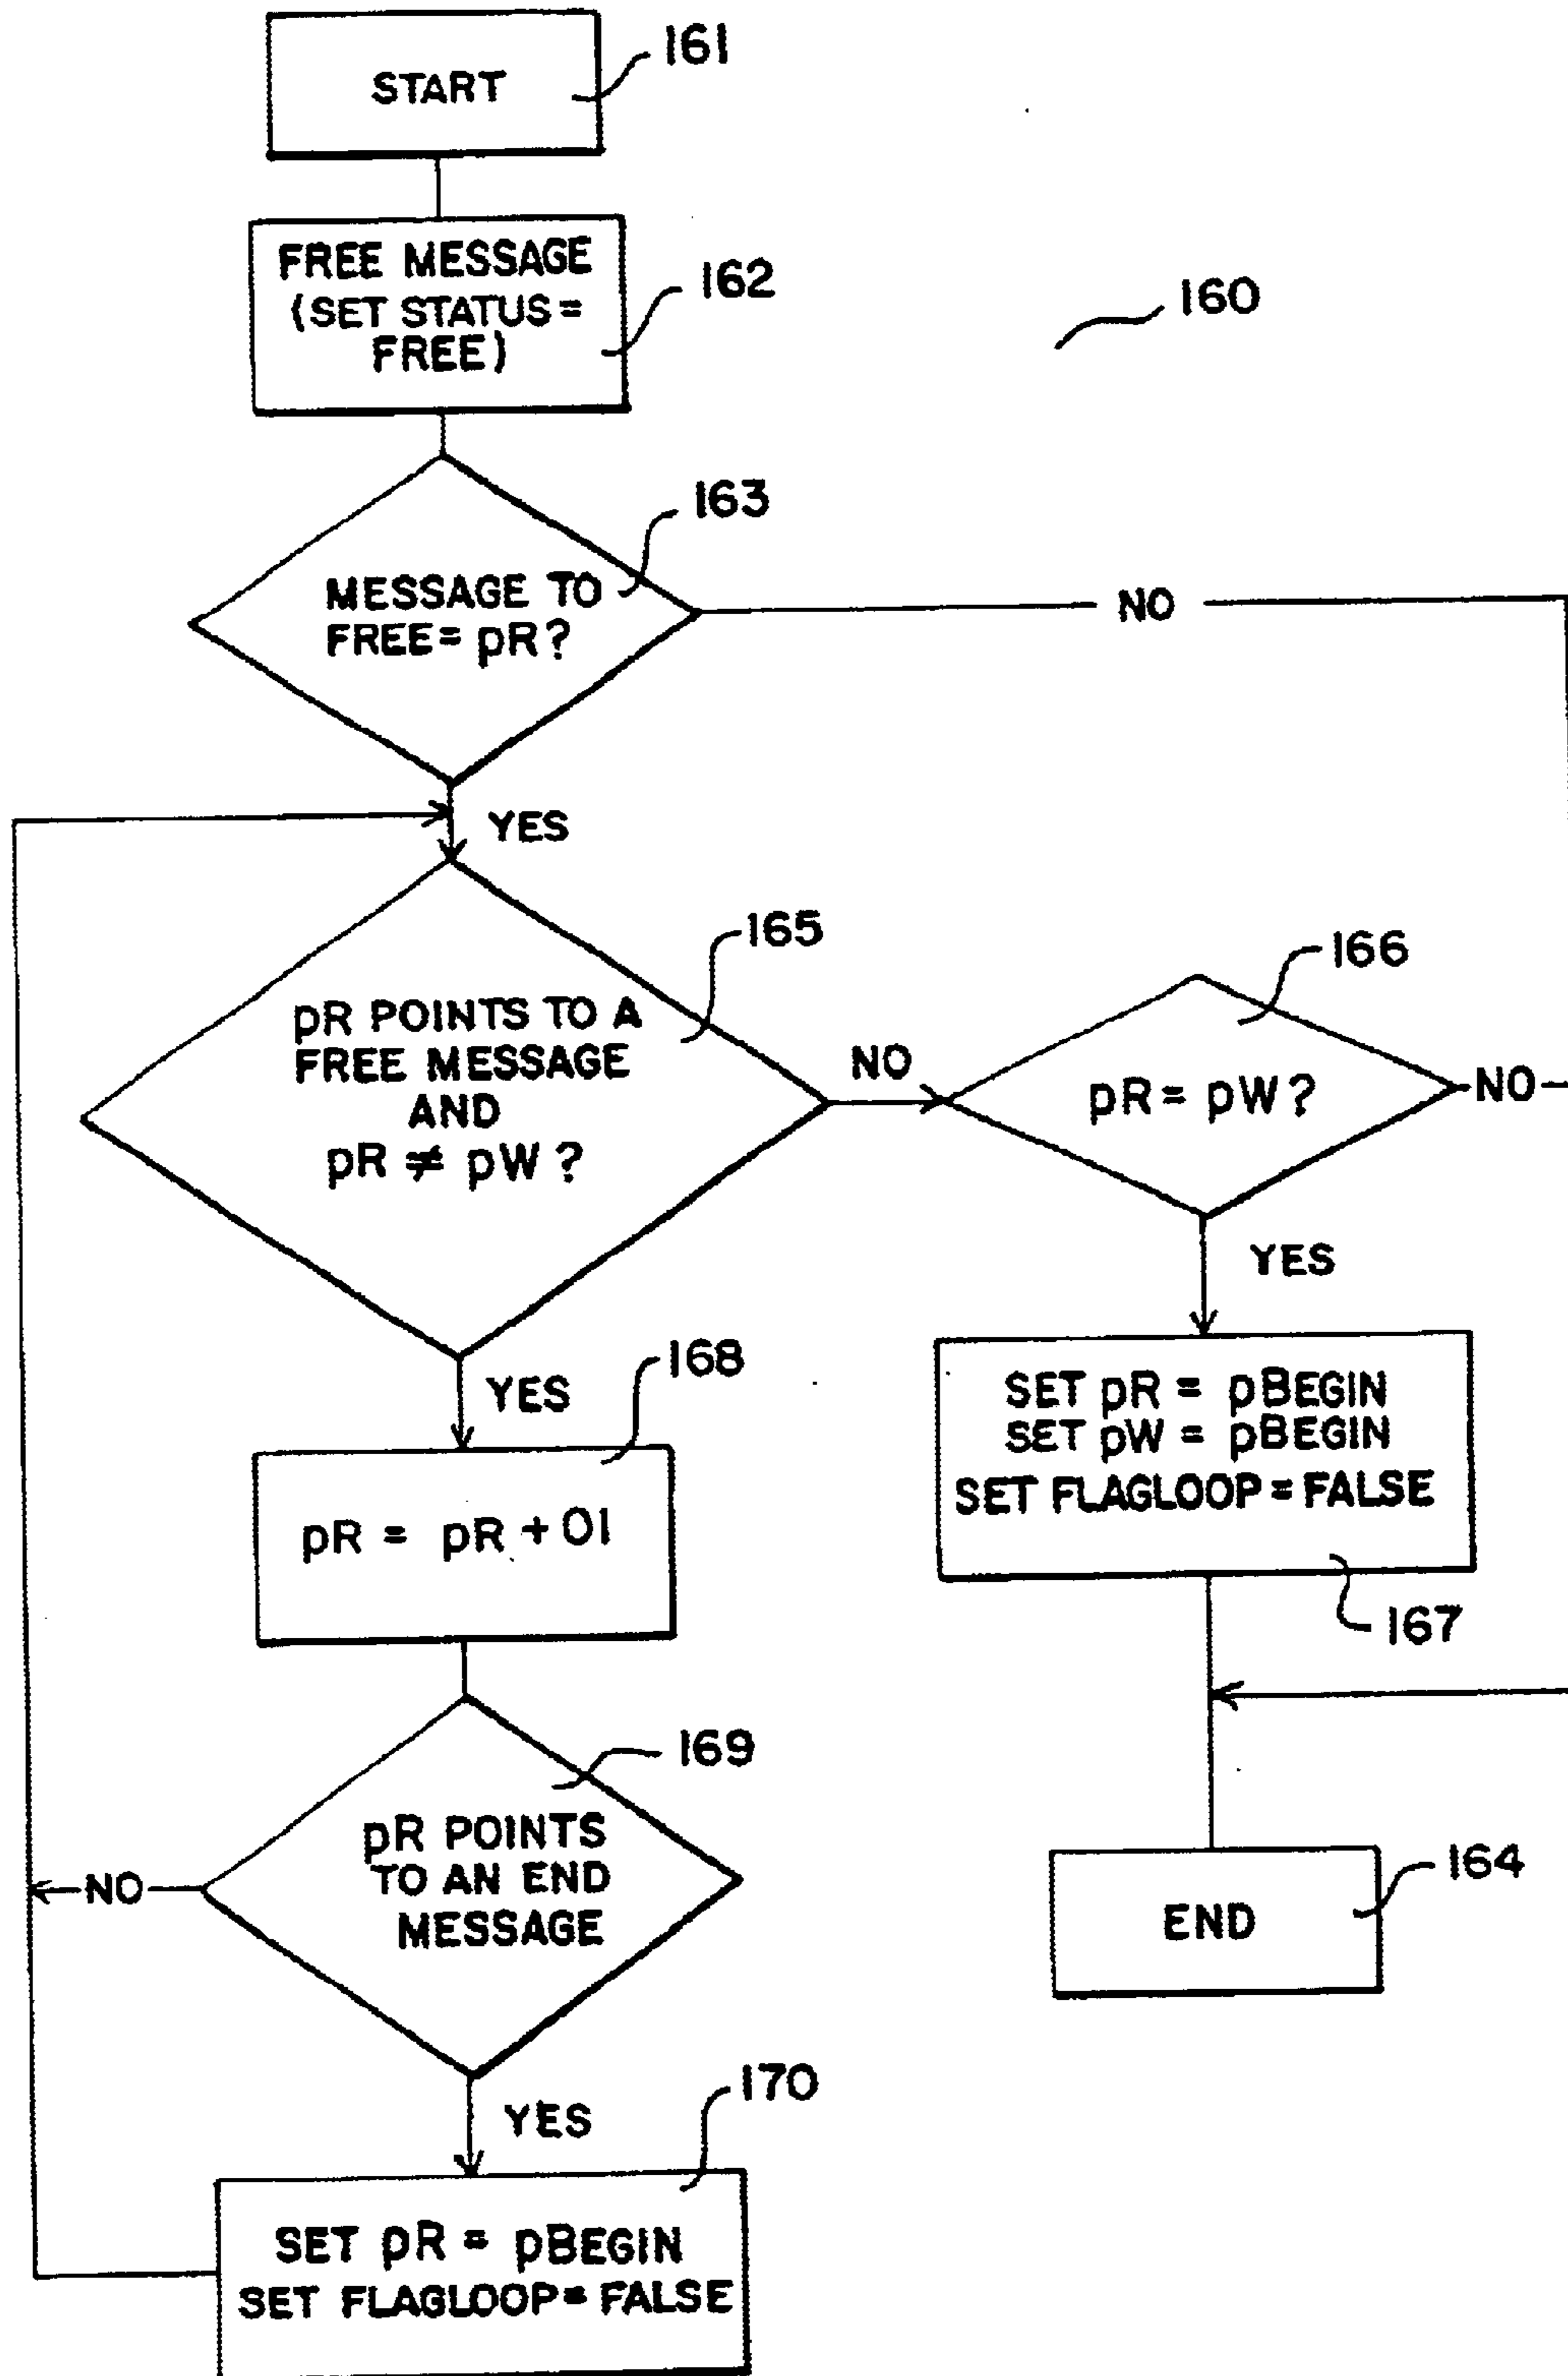 START
161
FREE MESSAGE
(SET STATUS =
FREE)
162
160
163
MESSAGE TO
FREE = pR?
NO
YES
165
pR POINTS TO A
FREE MESSAGE
AND
pR ≠ pW?
NO
166
pR = pW?
NO
YES
YES
168
pR = pR + 01
SET pR = pBEGIN
SET pW = pBEGIN
SET FLAGLOOP = FALSE
167
169
pR POINTS
TO AN END
MESSAGE
NO
END
164
YES
170
SET pR = pBEGIN
SET FLAGLOOP = FALSE